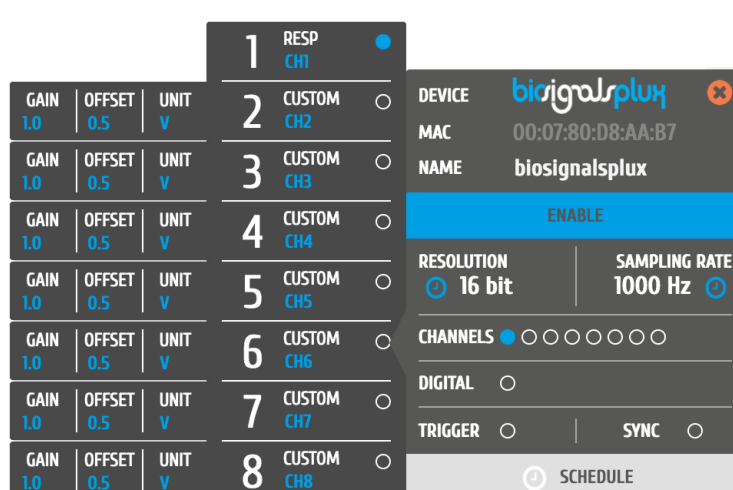 1 RESP
CH1
GAIN OFFSET UNIT
1.0 0.5 V
2 CUSTOM
CH2
GAIN OFFSET UNIT
1.0 0.5 V
3 CUSTOM
CH3
GAIN OFFSET UNIT
1.0 0.5 V
4 CUSTOM
CH4
GAIN OFFSET UNIT
1.0 0.5 V
5 CUSTOM
CH5
GAIN OFFSET UNIT
1.0 0.5 V
6 CUSTOM
CH6
GAIN OFFSET UNIT
1.0 0.5 V
7 CUSTOM
CH7
GAIN OFFSET UNIT
1.0 0.5 V
8 CUSTOM
CH8
DEVICE biosignalsplux
MAC 00:07:80:D8:AA:B7
NAME biosignalsplux
ENABLE
RESOLUTION SAMPLING RATE
16 bit 1000 Hz
CHANNELS
DIGITAL
TRIGGER SYNC
SCHEDULE